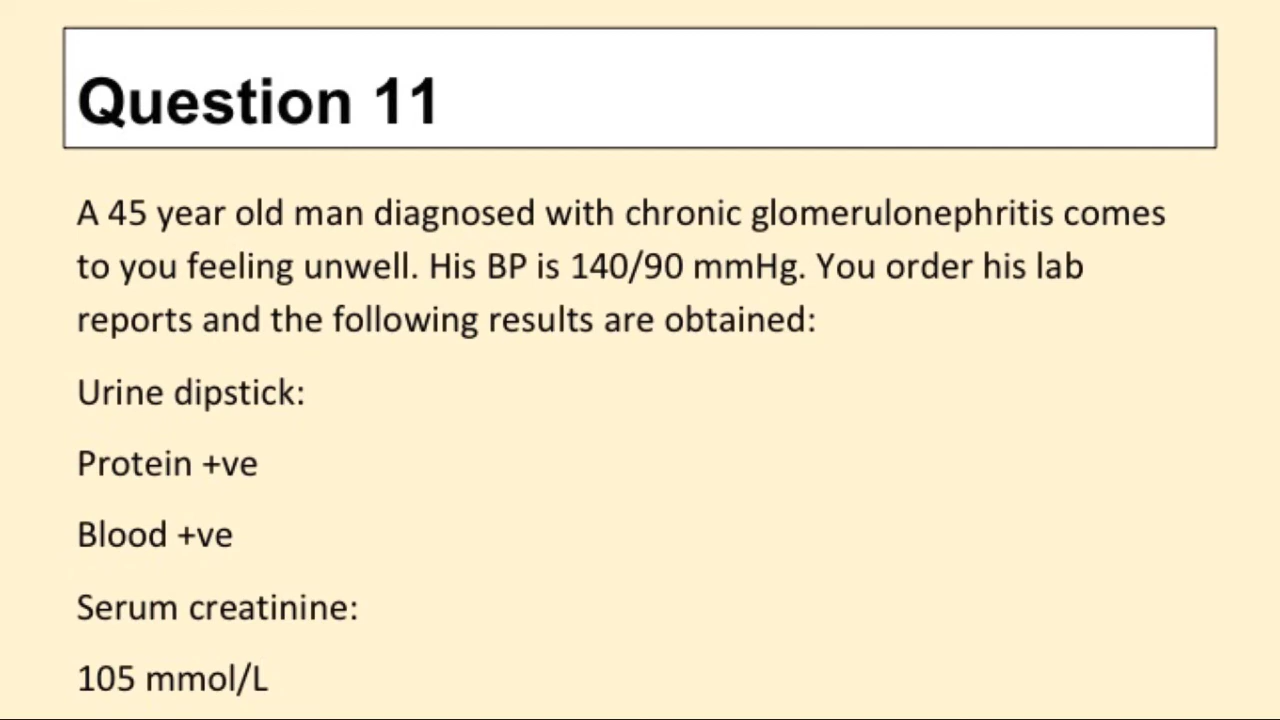 Question 11
A 45 year old man diagnosed with chronic glomerulonephritis comes
to you feeling unwell. His BP is 140/90 mmHg. You order his lab
reports and the following results are obtained:
Urine dipstick:
Protein +ve
Blood +ve
Serum creatinine:
105 mmol/L